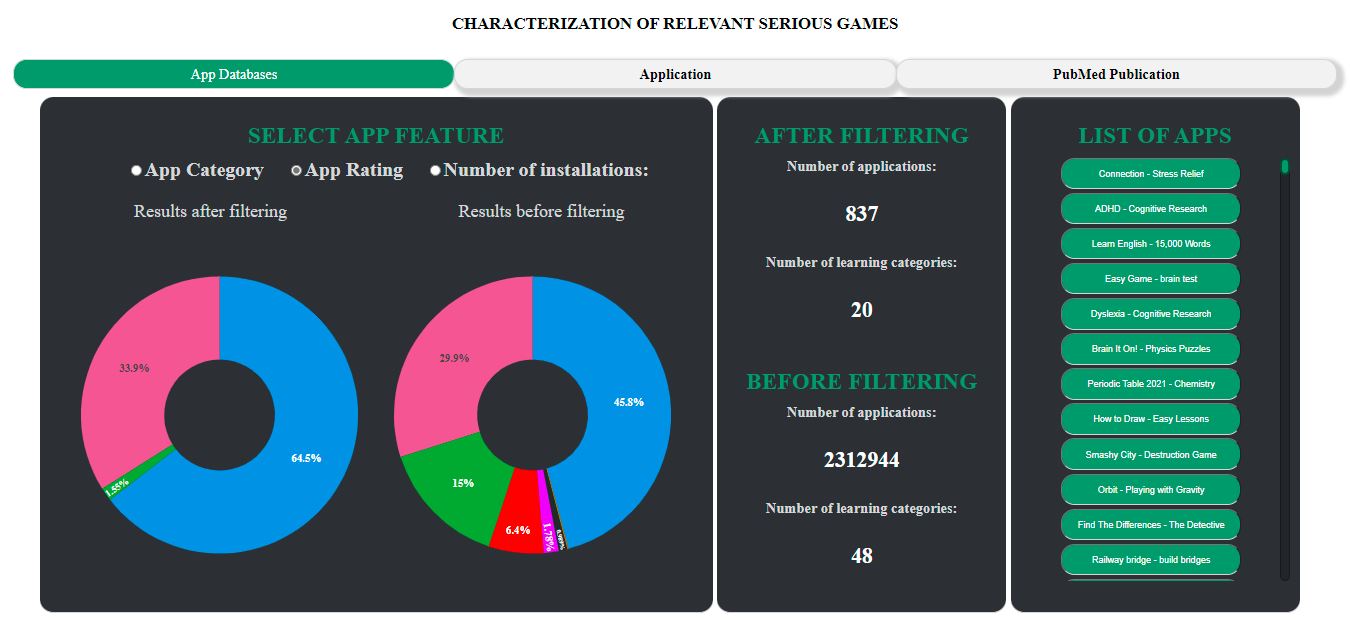 CHARACTERIZATION OF RELEVANT SERIOUS GAMES
App Databases
Application
PubMed Publication
SELECT APP FEATURE
App Category
App Rating
Number of installations:
Results after filtering
Results before filtering
33.9%
64.5%
1.55%
29.9%
45.8%
15%
6.4%
1.78%
AFTER FILTERING
Number of applications:
837
Number of learning categories:
20
BEFORE FILTERING
Number of applications:
2312944
Number of learning categories:
48
LIST OF APPS
Connection - Stress Relief
ADHD - Cognitive Research
Learn English - 15,000 Words
Easy Game - brain test
Dyslexia - Cognitive Research
Brain It On! - Physics Puzzles
Periodic Table 2021 - Chemistry
How to Draw - Easy Lessons
Smashy City - Destruction Game
Orbit - Playing with Gravity
Find The Differences - The Detective
Railway bridge - build bridges